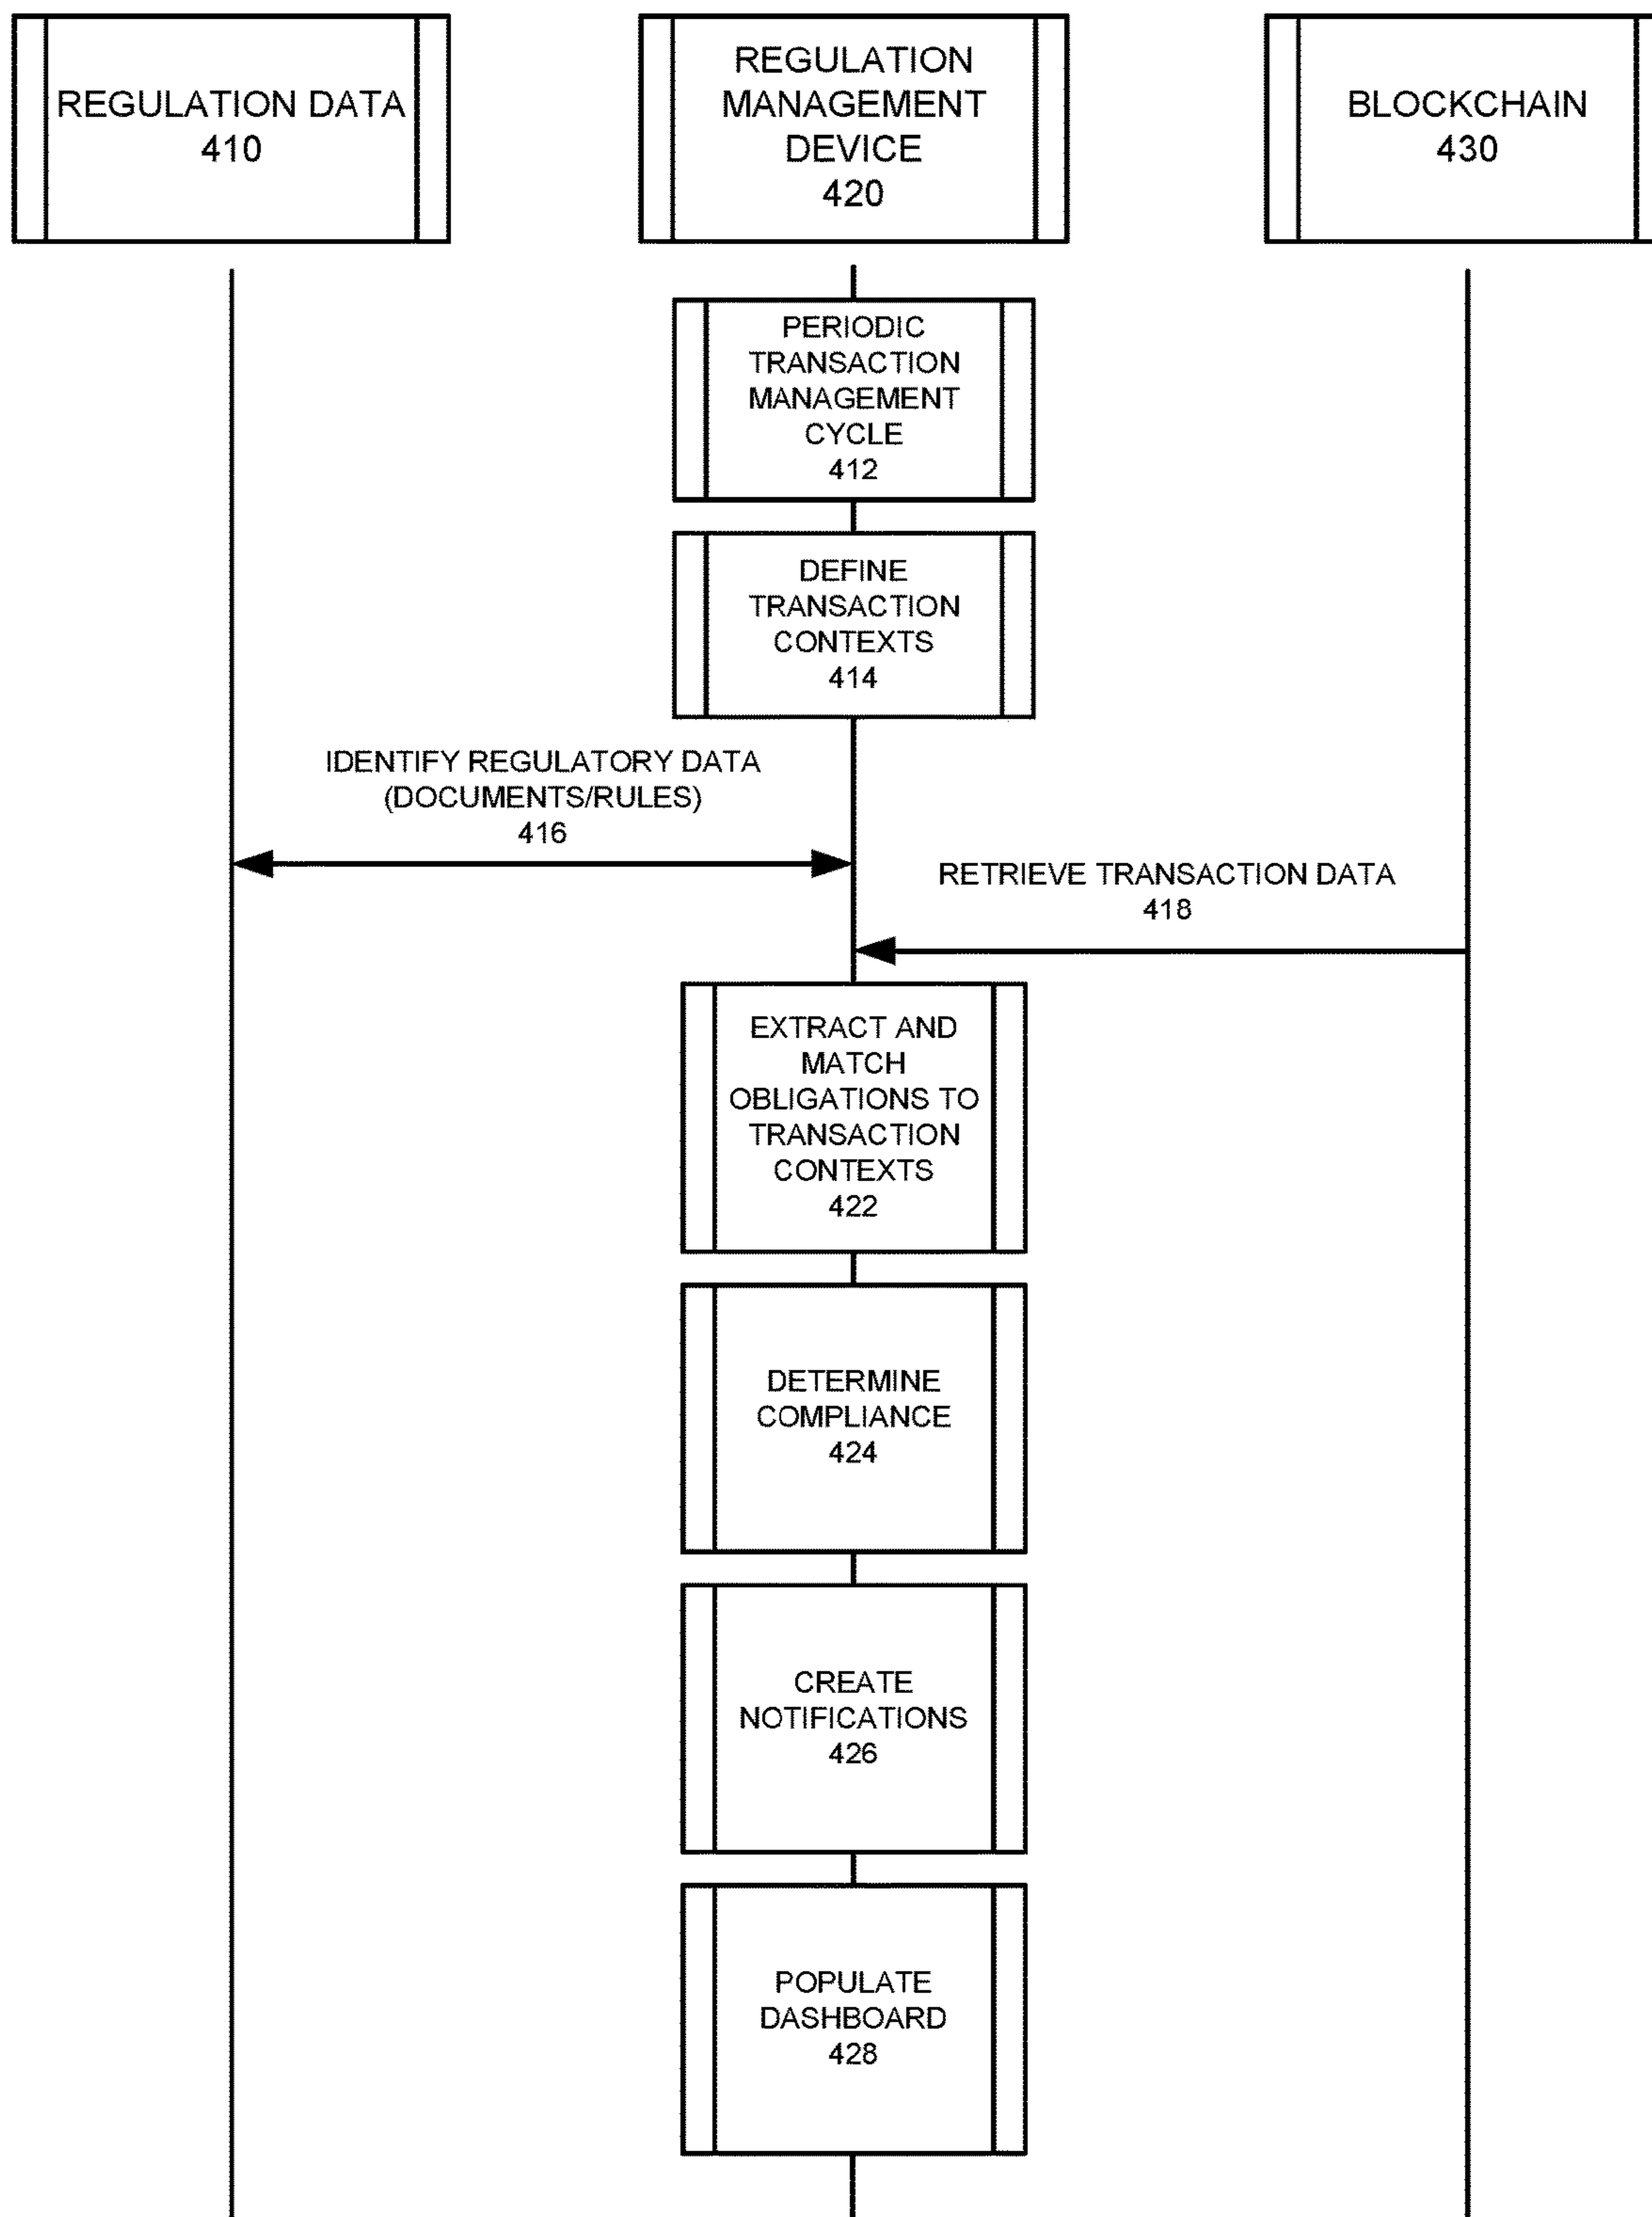 REGULATION DATA
410
REGULATION
MANAGEMENT
DEVICE
420
BLOCKCHAIN
430
PERIODIC
TRANSACTION
MANAGEMENT
CYCLE
412
DEFINE
TRANSACTION
CONTEXTS
414
IDENTIFY REGULATORY DATA
(DOCUMENTS/RULES)
416
RETRIEVE TRANSACTION DATA
418
EXTRACT AND
MATCH
OBLIGATIONS TO
TRANSACTION
CONTEXTS
422
DETERMINE
COMPLIANCE
424
CREATE
NOTIFICATIONS
426
POPULATE
DASHBOARD
428